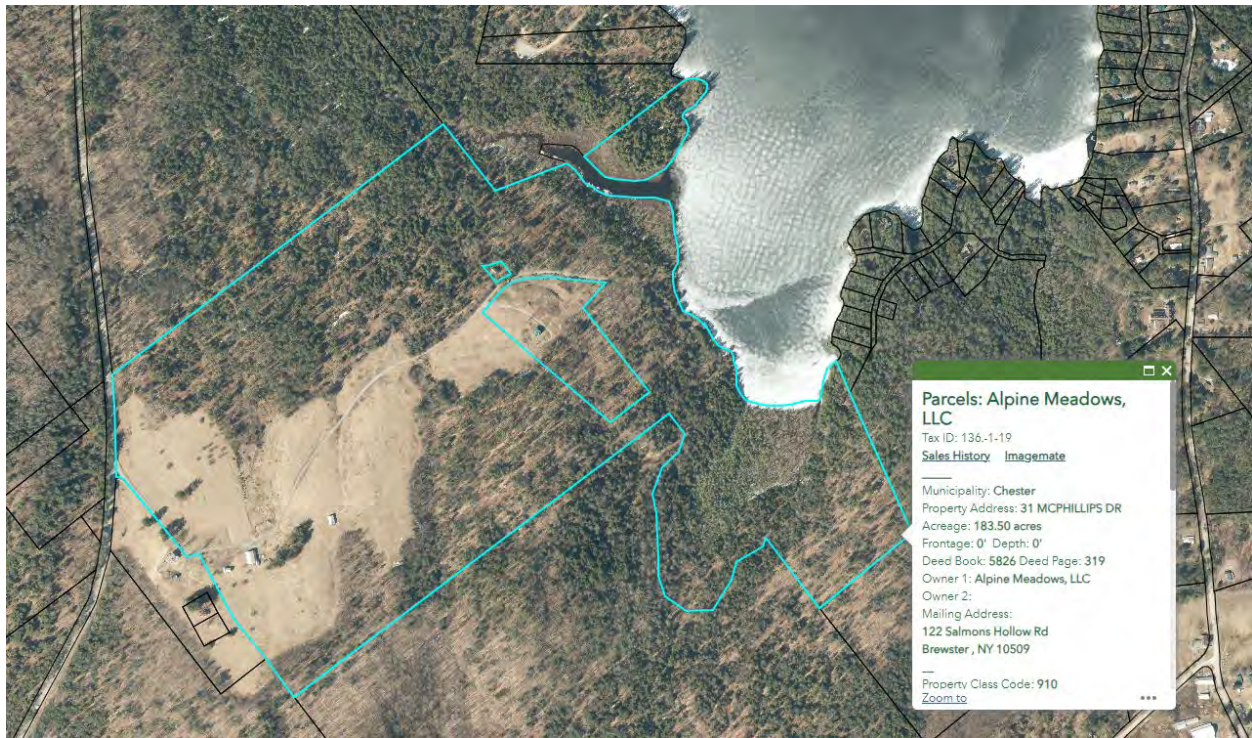 Parcels: Alpine Meadows,
LLC
Tax ID: 136.-1-19
Sales History Imagemate
Municipality: Chester
Property Address: 31 MCPHILLIPS DR
Acreage: 183.50 acres
Frontage: 0' Depth: 0'
Deed Book: 5826 Deed Page: 319
Owner 1: Alpine Meadows, LLC
Owner 2:
Mailing Address:
122 Salmons Hollow Rd
Brewster , NY 10509
Property Class Code: 910
Zoom to